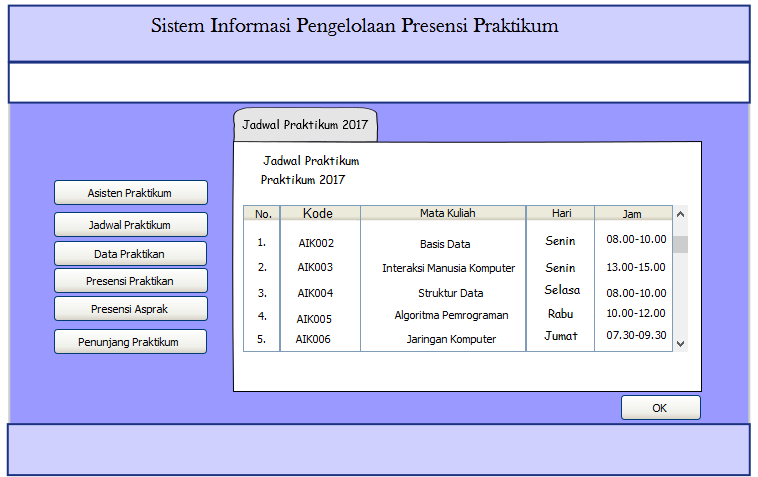 Sistem Informasi Pengelolaan Presensi Praktikum
Jadwal Praktikum 2017
Jadwal Praktikum
Praktikum 2017
Asisten Praktikum
Jadwal Praktikum
Data Praktikan
Presensi Praktikan
Presensi Asprak
Penunjang Praktikum
No. Kode Mata Kuliah Hari Jam
1. AIK002 Basis Data Senin 08.00-10.00
2. AIK003 Interaksi Manusia Komputer Senin 13.00-15.00
3. AIK004 Struktur Data Selasa 08.00-10.00
4. AIK005 Algoritma Pemrograman Rabu 10.00-12.00
5. AIK006 Jaringan Komputer Jumat 07.30-09.30
OK